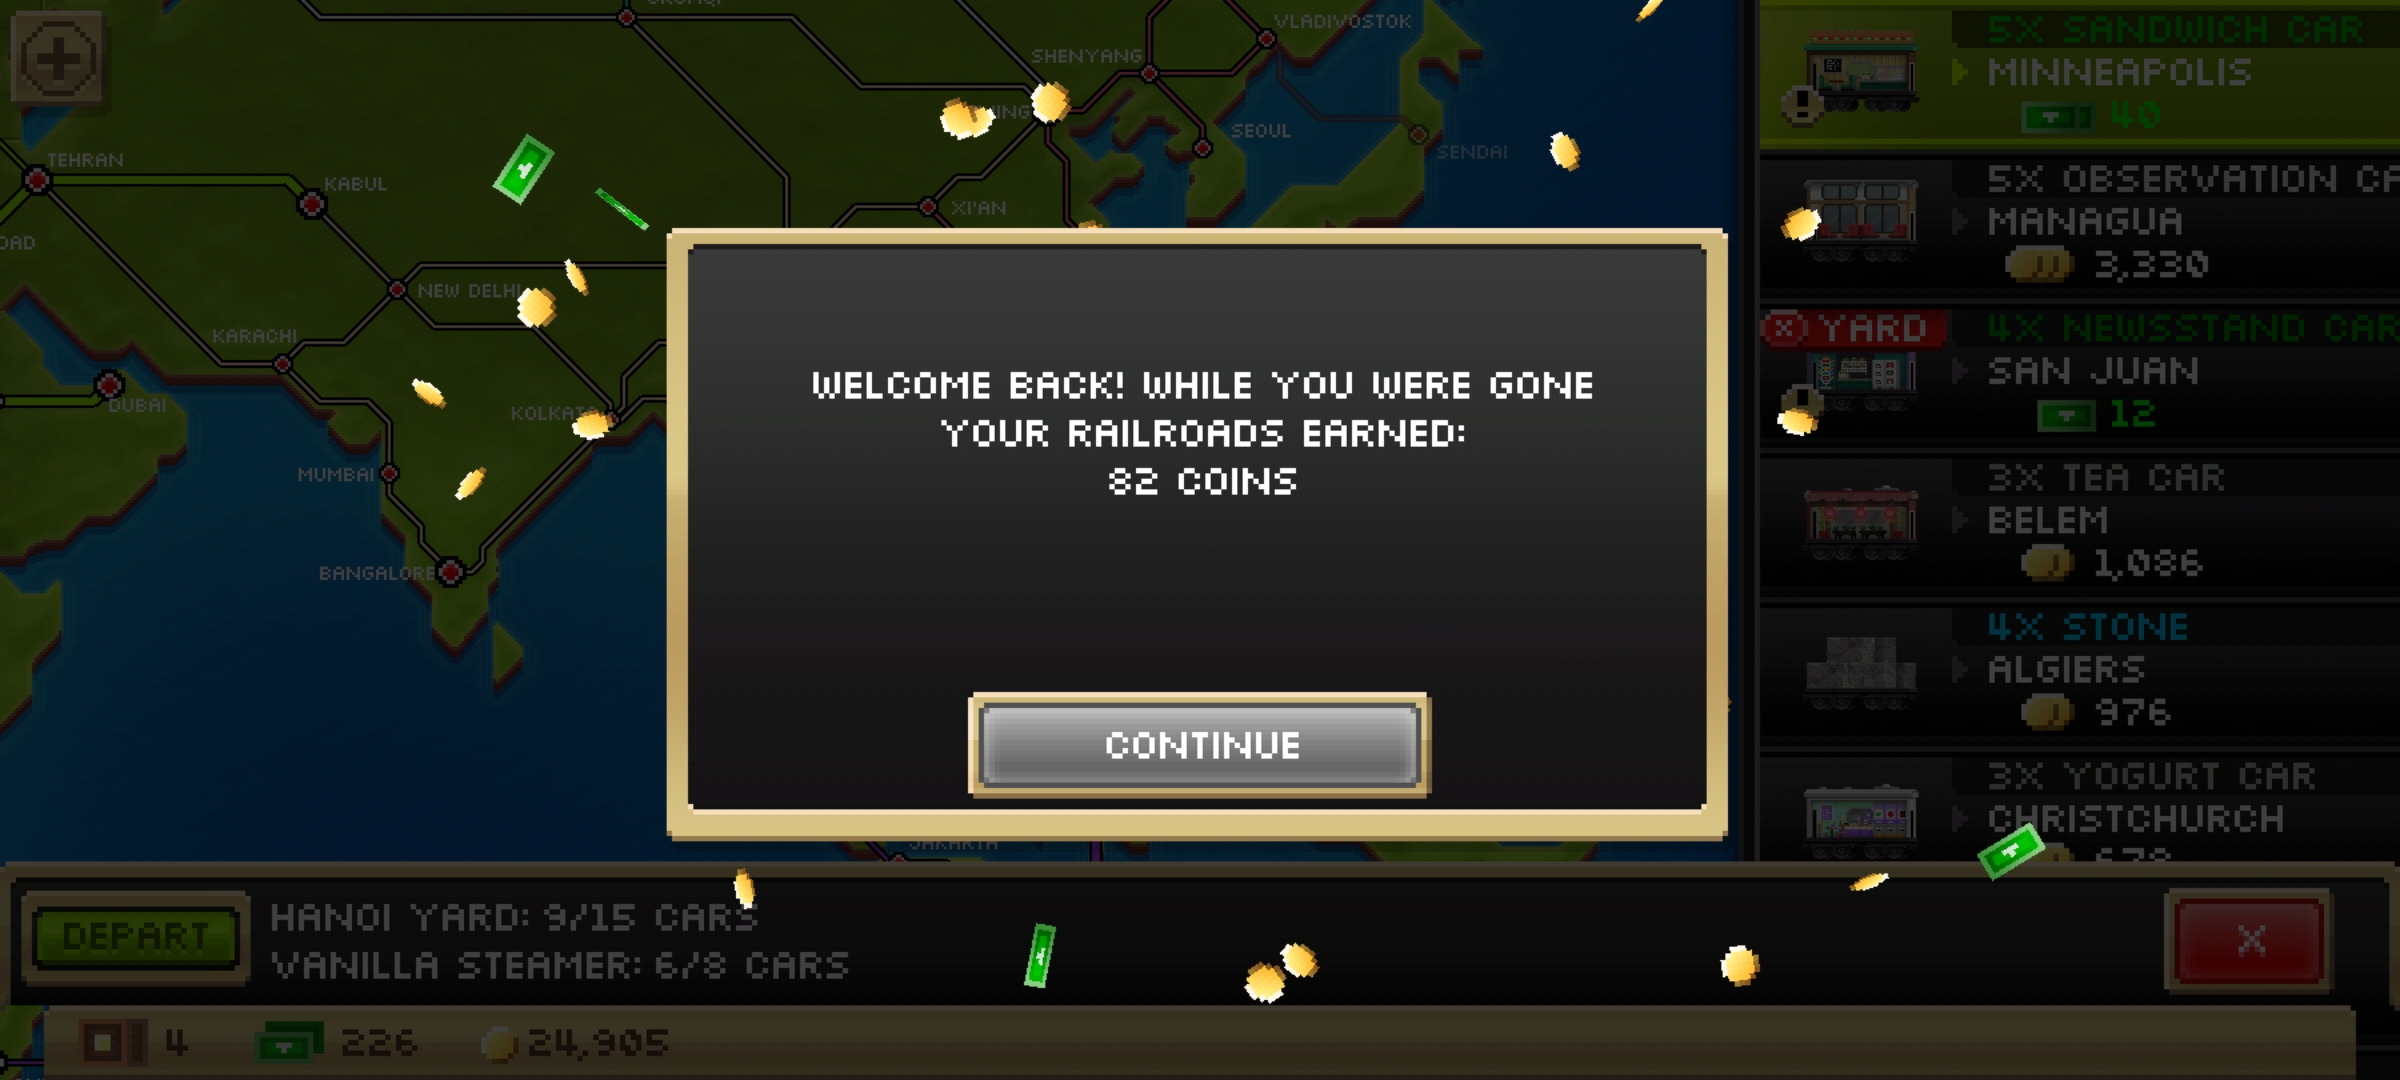 VLADIVOSTOK
SHENYANG
SEOUL
SENDAI
TEHRAN
KABUL
XI'AN
NEW DELHI
KARACHI
DUBAI
MUMBAI
BANGALORE
JAKARTA
WELCOME BACK! WHILE YOU WERE GONE
YOUR RAILROADS EARNED:
82 COINS
CONTINUE
5X SANDWICH CAR
MINNEAPOLIS
40
5X OBSERVATION CA
MANAGUA
3,330
YARD
4X NEWSSTAND CAR
SAN JUAN
12
3X TEA CAR
BELEM
1,086
4X STONE
ALGIERS
976
3X YOGURT CAR
CHRISTCHURCH
DEPART
HANOI YARD: 9/15 CARS
VANILLA STEAMER: 6/8 CARS
X
4
226
24,905